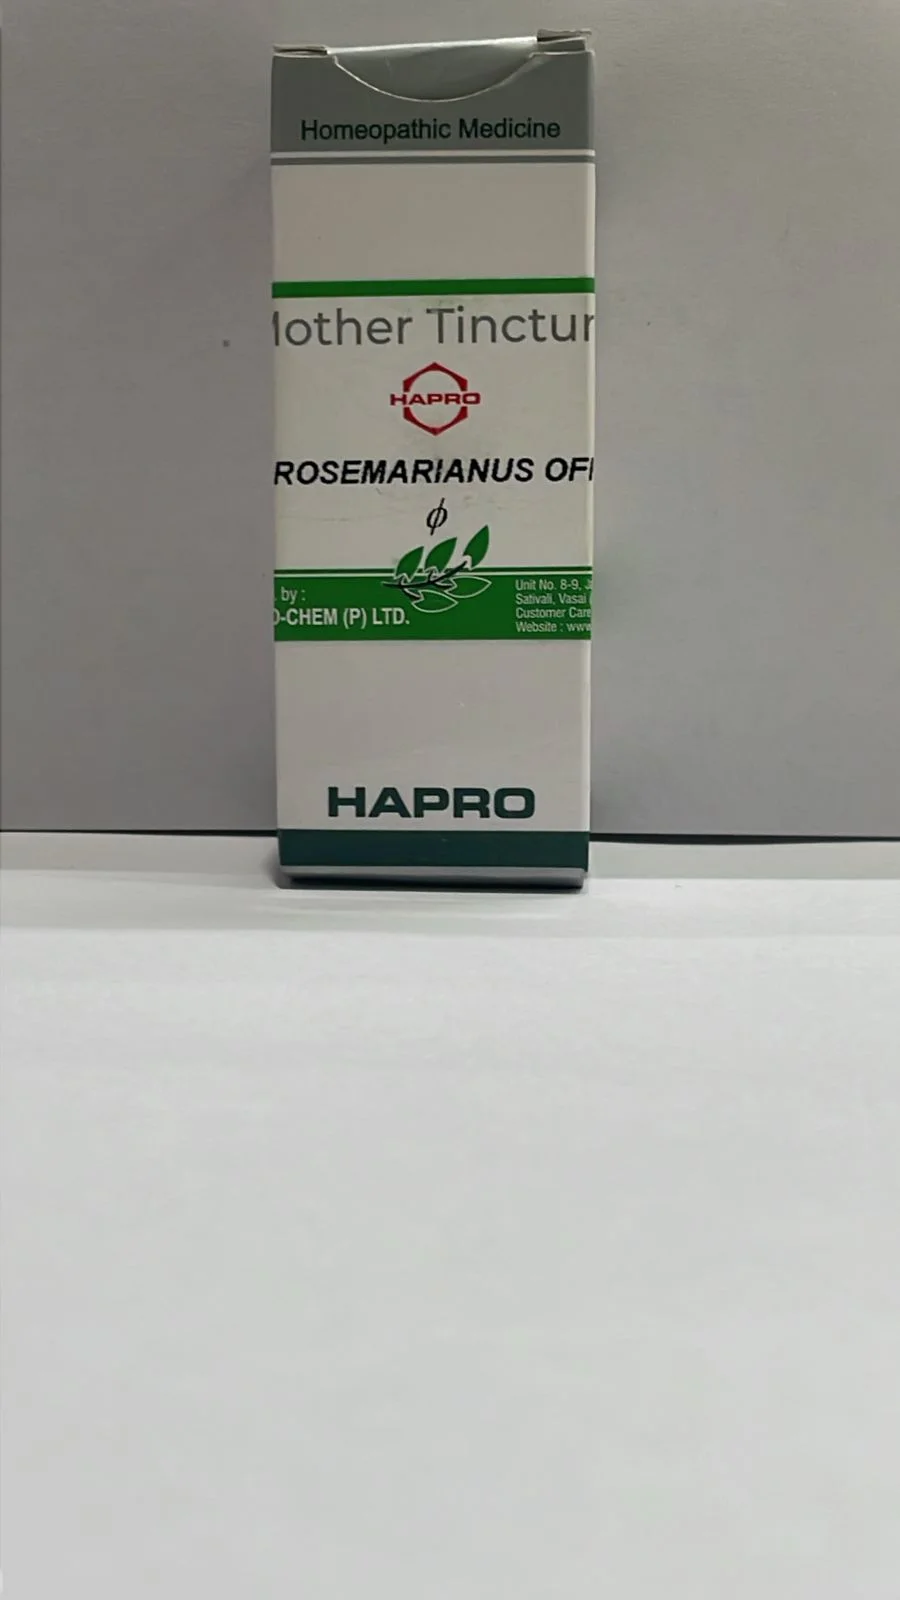 Homeopathic Medicine
other Tinctur
HAPRO
ROSEMARIANUS OF
ϕ
by :
-CHEM (P) LTD.
Unit No. 8-9,
Sativali, Vasai
Customer Care
Website : www
HAPRO